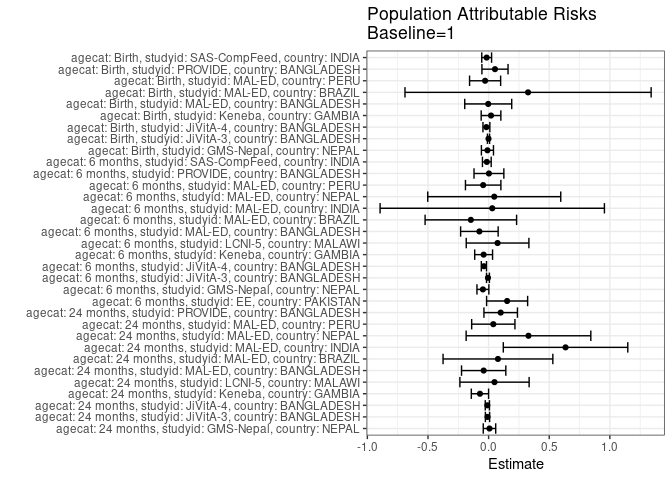 Population Attributable Risks
Baseline=1
agecat: Birth, studyid: SAS-CompFeed, country: INDIA
agecat: Birth, studyid: PROVIDE, country: BANGLADESH
agecat: Birth, studyid: MAL-ED, country: PERU
agecat: Birth, studyid: MAL-ED, country: BRAZIL
agecat: Birth, studyid: MAL-ED, country: BANGLADESH
agecat: Birth, studyid: Keneba, country: GAMBIA
agecat: Birth, studyid: JiVitA-4, country: BANGLADESH
agecat: Birth, studyid: JiVitA-3, country: BANGLADESH
agecat: Birth, studyid: GMS-Nepal, country: NEPAL
agecat: 6 months, studyid: SAS-CompFeed, country: INDIA
agecat: 6 months, studyid: PROVIDE, country: BANGLADESH
agecat: 6 months, studyid: MAL-ED, country: PERU
agecat: 6 months, studyid: MAL-ED, country: NEPAL
agecat: 6 months, studyid: MAL-ED, country: INDIA
agecat: 6 months, studyid: MAL-ED, country: BRAZIL
agecat: 6 months, studyid: MAL-ED, country: BANGLADESH
agecat: 6 months, studyid: LCNI-5, country: MALAWI
agecat: 6 months, studyid: Keneba, country: GAMBIA
agecat: 6 months, studyid: JiVitA-4, country: BANGLADESH
agecat: 6 months, studyid: JiVitA-3, country: BANGLADESH
agecat: 6 months, studyid: GMS-Nepal, country: NEPAL
agecat: 6 months, studyid: EE, country: PAKISTAN
agecat: 24 months, studyid: PROVIDE, country: BANGLADESH
agecat: 24 months, studyid: MAL-ED, country: PERU
agecat: 24 months, studyid: MAL-ED, country: NEPAL
agecat: 24 months, studyid: MAL-ED, country: INDIA
agecat: 24 months, studyid: MAL-ED, country: BRAZIL
agecat: 24 months, studyid: MAL-ED, country: BANGLADESH
agecat: 24 months, studyid: LCNI-5, country: MALAWI
agecat: 24 months, studyid: Keneba, country: GAMBIA
agecat: 24 months, studyid: JiVitA-4, country: BANGLADESH
agecat: 24 months, studyid: JiVitA-3, country: BANGLADESH
agecat: 24 months, studyid: GMS-Nepal, country: NEPAL
-1.0 -0.5 0.0 0.5 1.0
Estimate